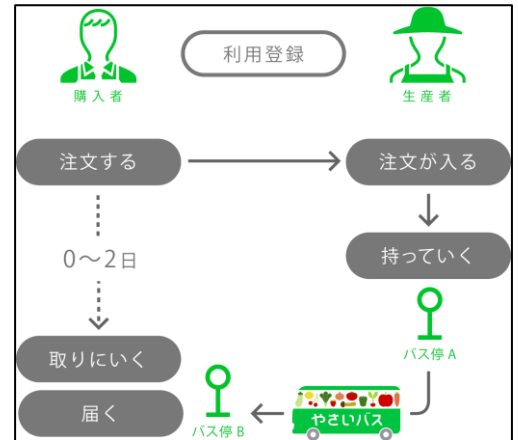 利用登録
購入者
生産者
注文する
注文が入る
0〜2日
持っていく
バス停 A
取りにいく
届く
バス停 B
やさいバス